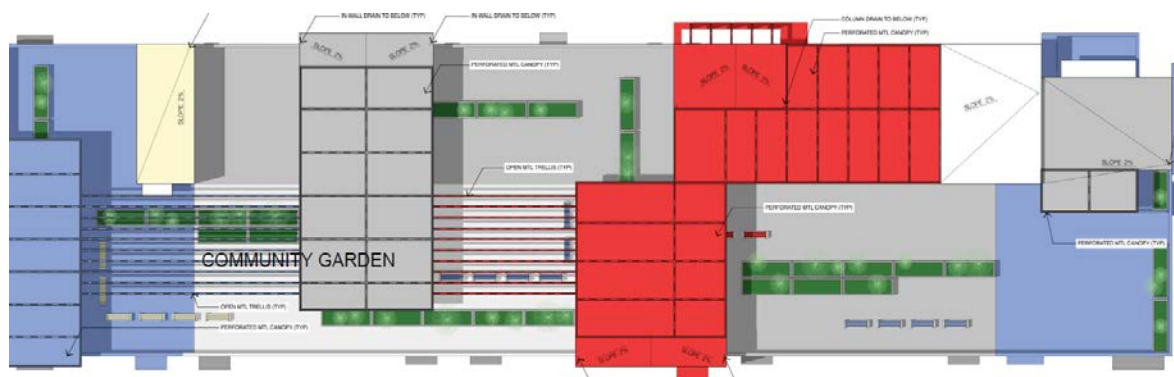 IN-WALL DRAIN TO BELOW (TYP)
IN-WALL DRAIN TO BELOW (TYP)
COLUMN DRAIN TO BELOW (TYP)
PERFORATED MTL CANOPY (TYP)
SLOPE 2%
SLOPE 2%
PERFORATED MTL CANOPY (TYP)
SLOPE 2%
SLOPE 2%
SLOPE 2%
SLOPE 2%
SLOPE 2%
OPEN MTL TRELLIS (TYP)
PERFORATED MTL CANOPY (TYP)
PERFORATED MTL CANOPY (TYP)
COMMUNITY GARDEN
OPEN MTL TRELLIS (TYP)
PERFORATED MTL CANOPY (TYP)
SLOPE 2%
SLOPE 2%